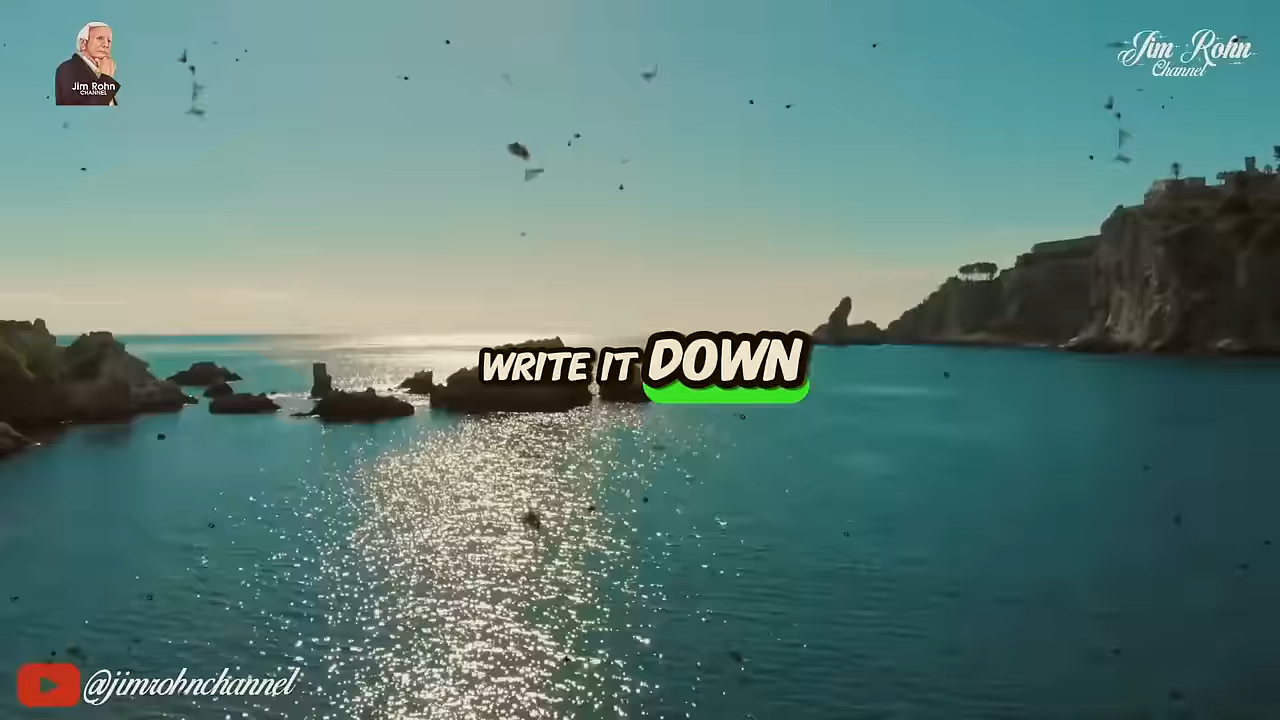 Jim Rohn
CHANNEL
Jim Rohn
Channel
WRITE IT DOWN
@jimrohnchannel